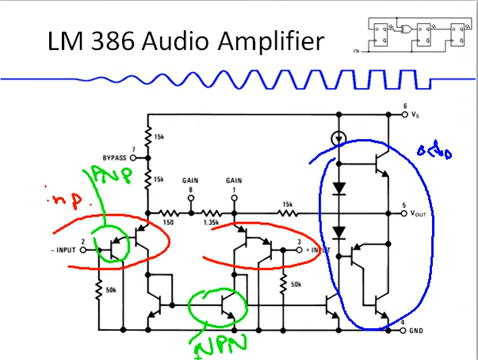 LM 386 Audio Amplifier
6
Vs
15k
7
BYPASS
PNP
15k
GAIN
8
GAIN
1
inp.
150
1.35k
15k
5
VOUT
2
– INPUT
3
+ INPUT
50k
50k
4
GND
NPN